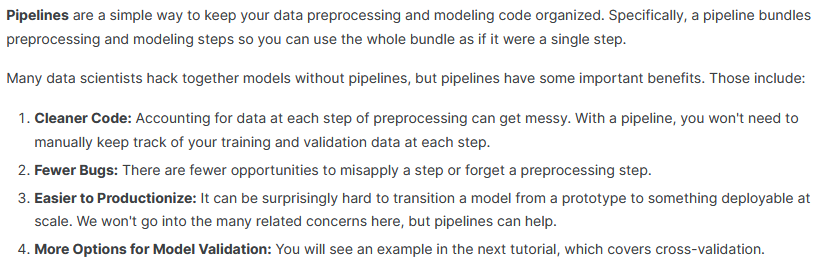 Pipelines are a simple way to keep your data preprocessing and modeling code organized. Specifically, a pipeline bundles
preprocessing and modeling steps so you can use the whole bundle as if it were a single step.
Many data scientists hack together models without pipelines, but pipelines have some important benefits. Those include:
1. Cleaner Code: Accounting for data at each step of preprocessing can get messy. With a pipeline, you won't need to
manually keep track of your training and validation data at each step.
2. Fewer Bugs: There are fewer opportunities to misapply a step or forget a preprocessing step.
3. Easier to Productionize: It can be surprisingly hard to transition a model from a prototype to something deployable at
scale. We won't go into the many related concerns here, but pipelines can help.
4. More Options for Model Validation: You will see an example in the next tutorial, which covers cross-validation.